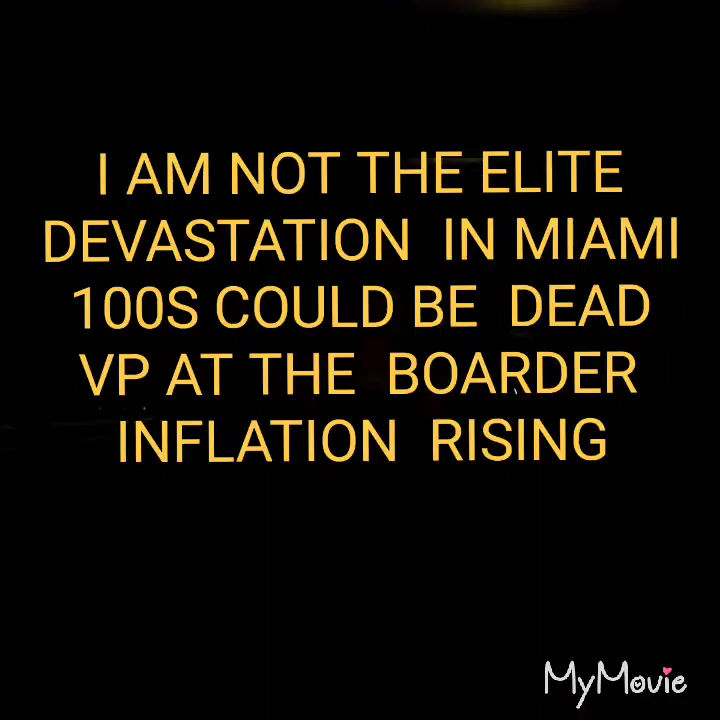 I AM NOT THE ELITE
DEVASTATION IN MIAMI
100S COULD BE DEAD
VP AT THE BOARDER
INFLATION RISING
MyMovie